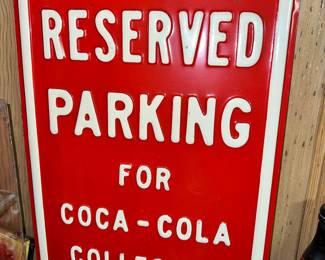 RESERVED
PARKING
FOR
COCA-COLA